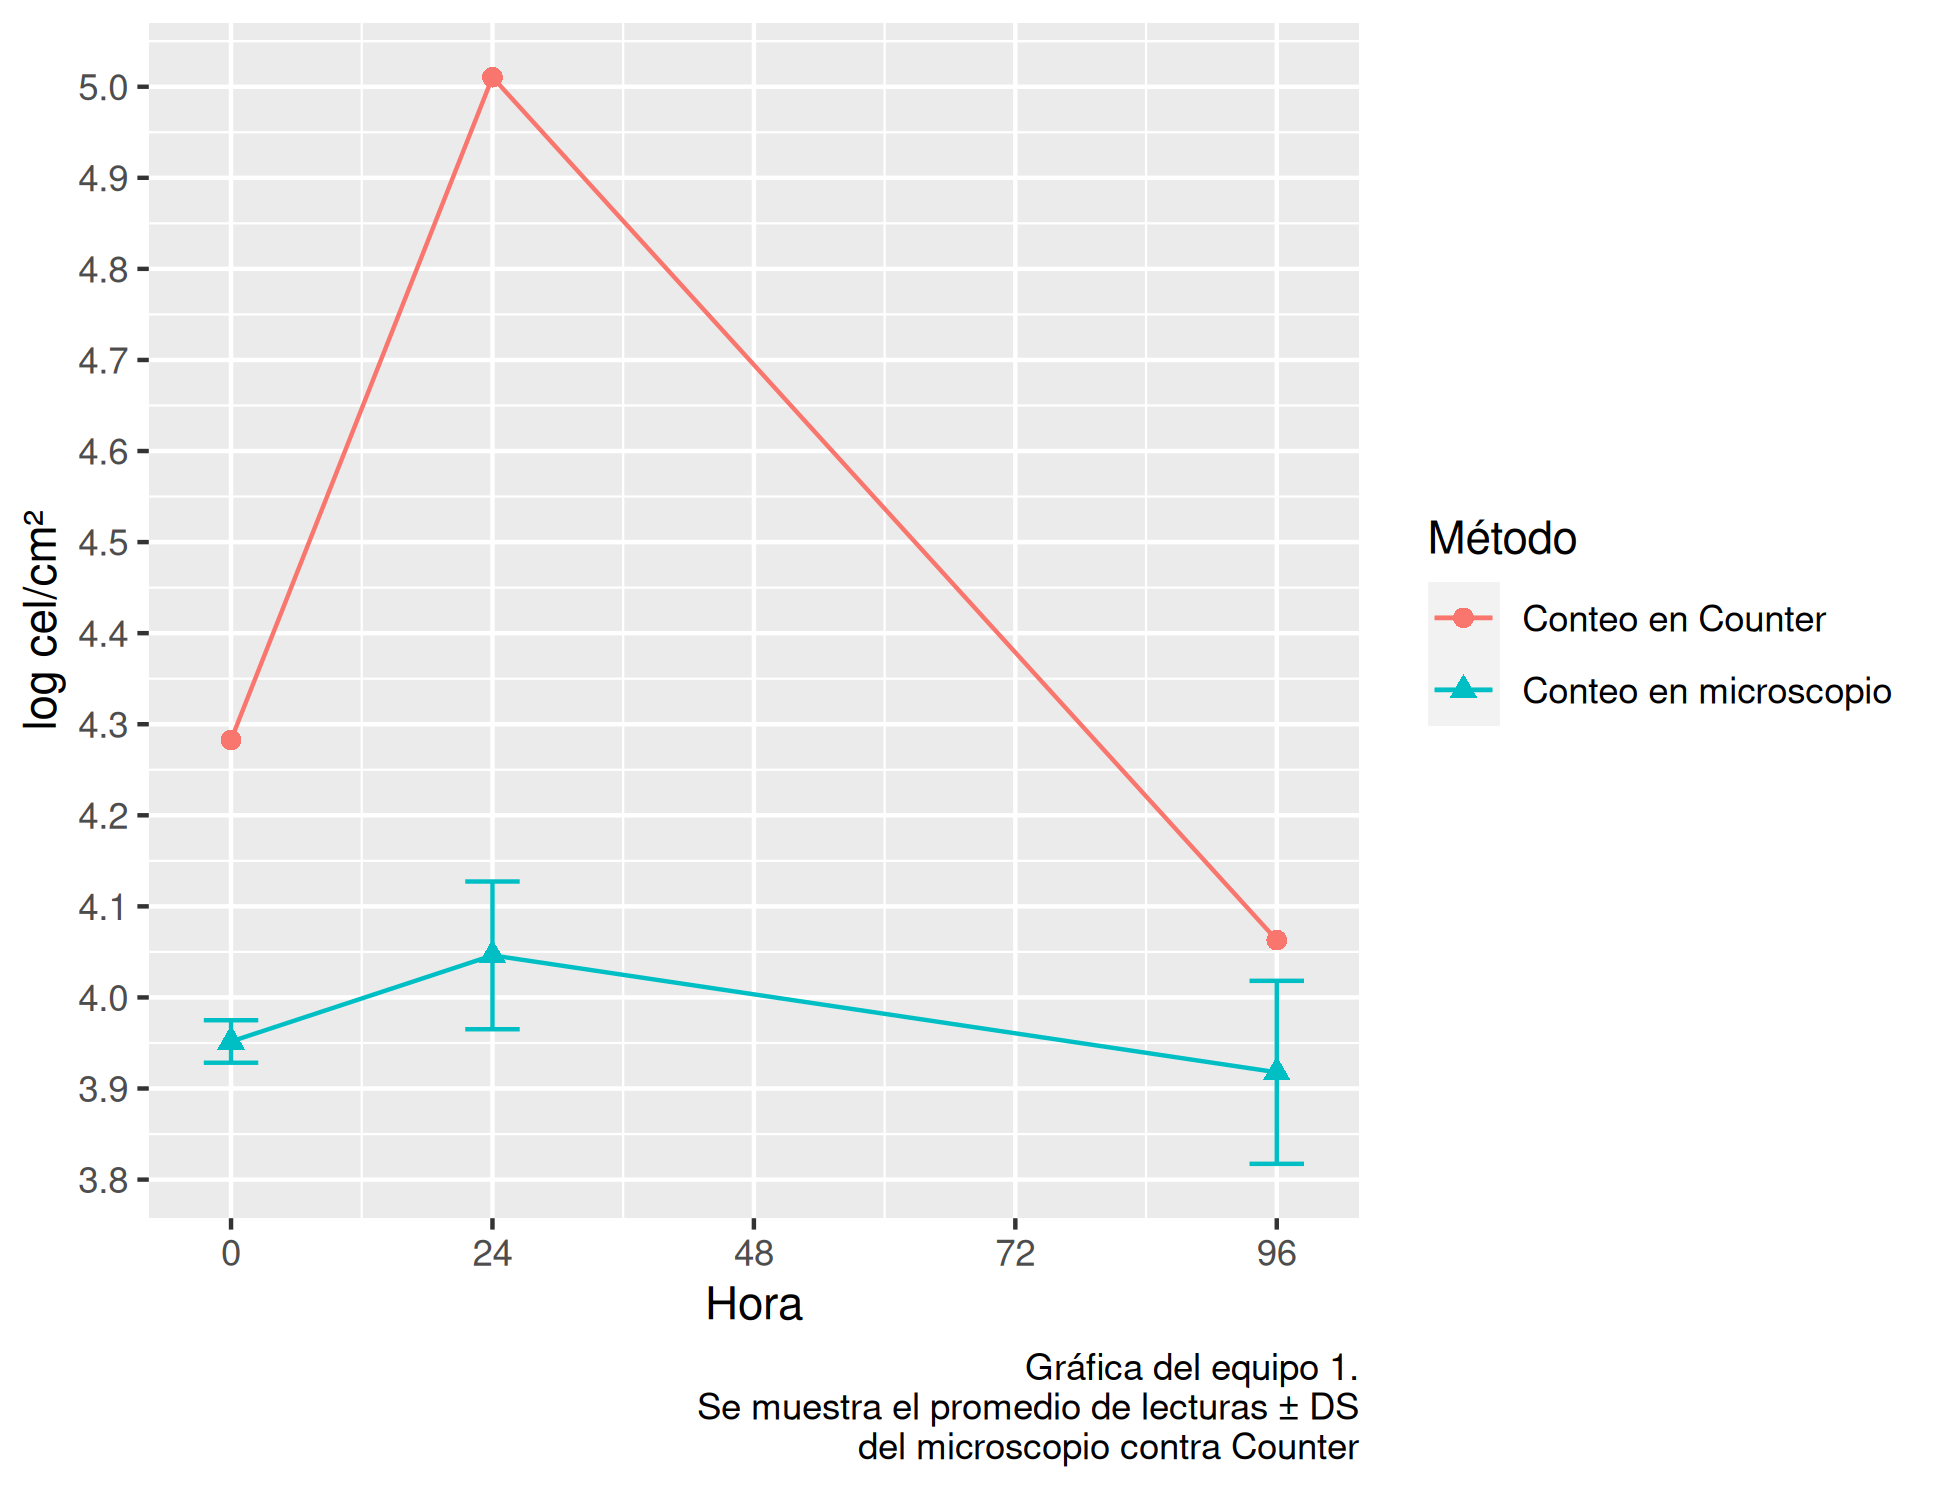 5.0
4.9
4.8
4.7
4.6
4.5
4.4
4.3
4.2
4.1
4.0
3.9
3.8
log cel/cm²
0 24 48 72 96
Hora
Método
Conteo en Counter
Conteo en microscopio
Gráfica del equipo 1.
Se muestra el promedio de lecturas ± DS
del microscopio contra Counter